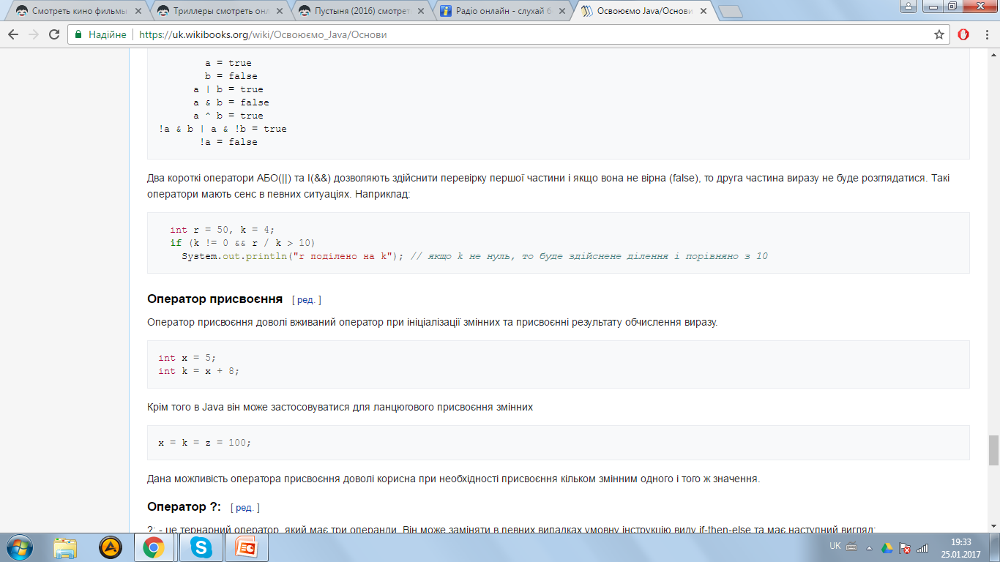 Смотреть кино фильмы
Триллеры смотреть онл
Пустыня (2016) смотрет
Радіо онлайн - слухай б
Освоюємо Java/Основи
Надійне
https://uk.wikibooks.org/wiki/Освоюємо_Java/Основи
a = true
b = false
a | b = true
a & b = false
a ^ b = true
!a & b | a & !b = true
!a = false
Два короткі оператори АБО(||) та І(&&) дозволяють здійснити перевірку першої частини і якщо вона не вірна (false), то друга частина виразу не буде розглядатися. Такі
оператори мають сенс в певних ситуаціях. Наприклад:
int r = 50, k = 4;
if (k != 0 && r / k > 10)
System.out.println("r поділено на k"); // якщо k не нуль, то буде здійснене ділення і порівняно з 10
Оператор присвоєння [ ред. ]
Оператор присвоєння доволі вживаний оператор при ініціалізації змінних та присвоєнні результату обчислення виразу.
int x = 5;
int k = x + 8;
Крім того в Java він може застосовуватися для ланцюгового присвоєння змінних
x = k = z = 100;
Дана можливість оператора присвоєння доволі корисна при необхідності присвоєння кільком змінним одного і того ж значення.
Оператор ?: [ ред. ]
?: - це тернарний оператор, який має три операнди. Він може заміняти в певних випадках умовну інструкцію виду if-then-else та має наступний вигляд:
UK
19:33
25.01.2017